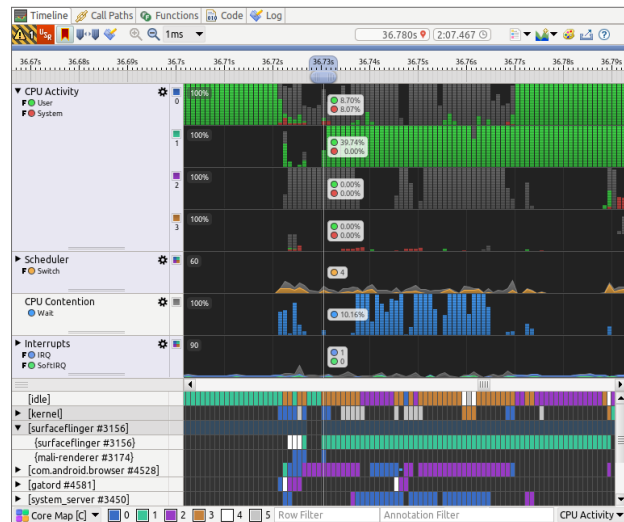 Timeline Call Paths Functions Code Log
1 USR 1ms 36.780s 2:07.467
36.67s 36.68s 36.69s 36.7s 36.71s 36.72s 36.73s 36.74s 36.75s 36.76s 36.77s 36.78s 36.79s
CPU Activity 0 100%
F User 8.70%
F System 8.07%
1 100%
39.74%
0.00%
2 100%
0.00%
0.00%
3 100%
0.00%
0.00%
Scheduler 60
F Switch 4
CPU Contention 100%
Wait 10.16%
Interrupts 90
F IRQ 1
F SoftIRQ 0
[idle]
[kernel]
[surfaceflinger #3156]
{surfaceflinger #3156}
{mali-renderer #3174}
[com.android.browser #4528]
[gatord #4581]
[system_server #3450]
Core Map [C] 0 1 2 3 4 5 Row Filter Annotation Filter CPU Activity